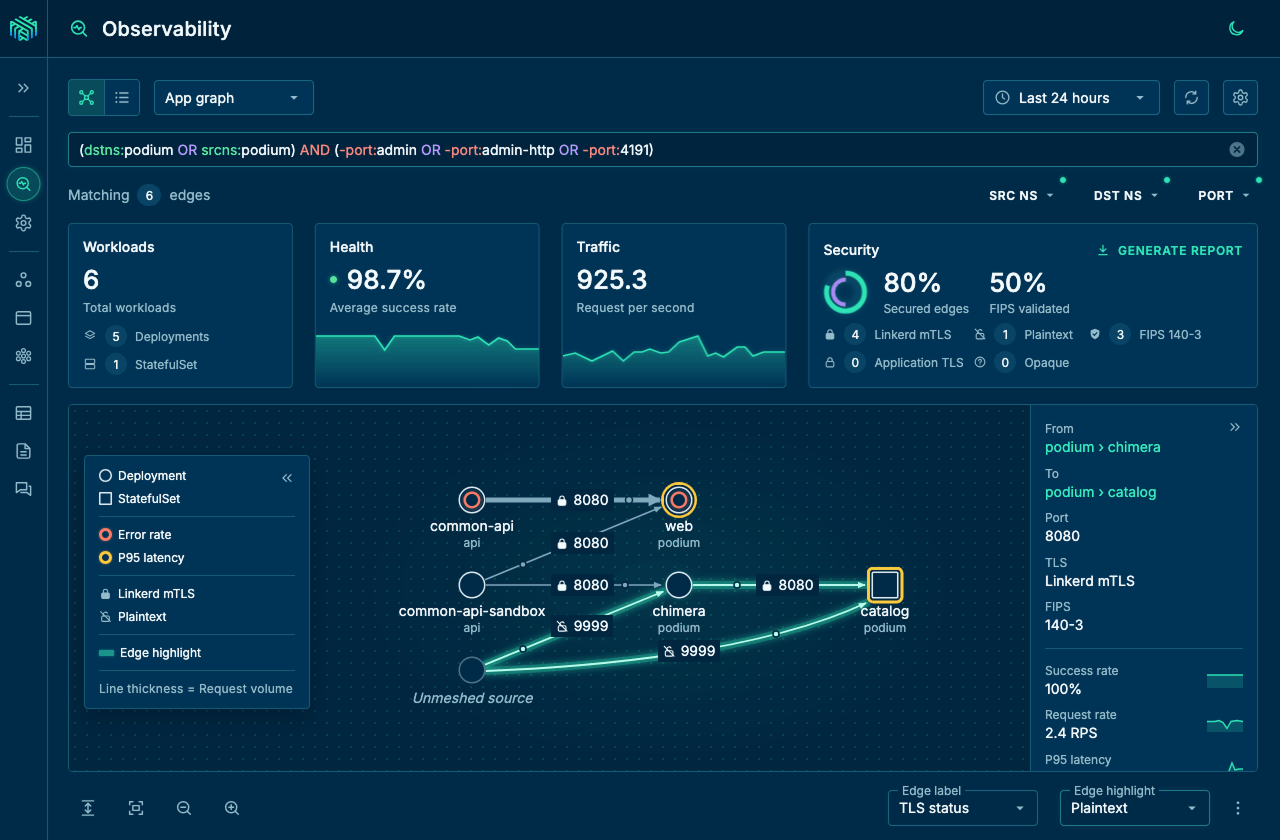 Observability
App graph
Last 24 hours
(dstns:podium OR srcns:podium) AND (-port:admin OR -port:admin-http OR -port:4191)
Matching 6 edges
SRC NS
DST NS
PORT
Workloads
6
Total workloads
5 Deployments
1 StatefulSet
Health
98.7%
Average success rate
Traffic
925.3
Request per second
Security
GENERATE REPORT
80%
Secured edges
50%
FIPS validated
4 Linkerd mTLS
1 Plaintext
3 FIPS 140-3
0 Application TLS
0 Opaque
Deployment
StatefulSet
Error rate
P95 latency
Linkerd mTLS
Plaintext
Edge highlight
Line thickness = Request volume
8080
common-api
api
web
podium
8080
8080
8080
common-api-sandbox
api
chimera
podium
catalog
podium
9999
9999
Unmeshed source
From
podium › chimera
To
podium › catalog
Port
8080
TLS
Linkerd mTLS
FIPS
140-3
Success rate
100%
Request rate
2.4 RPS
P95 latency
Edge label
TLS status
Edge highlight
Plaintext